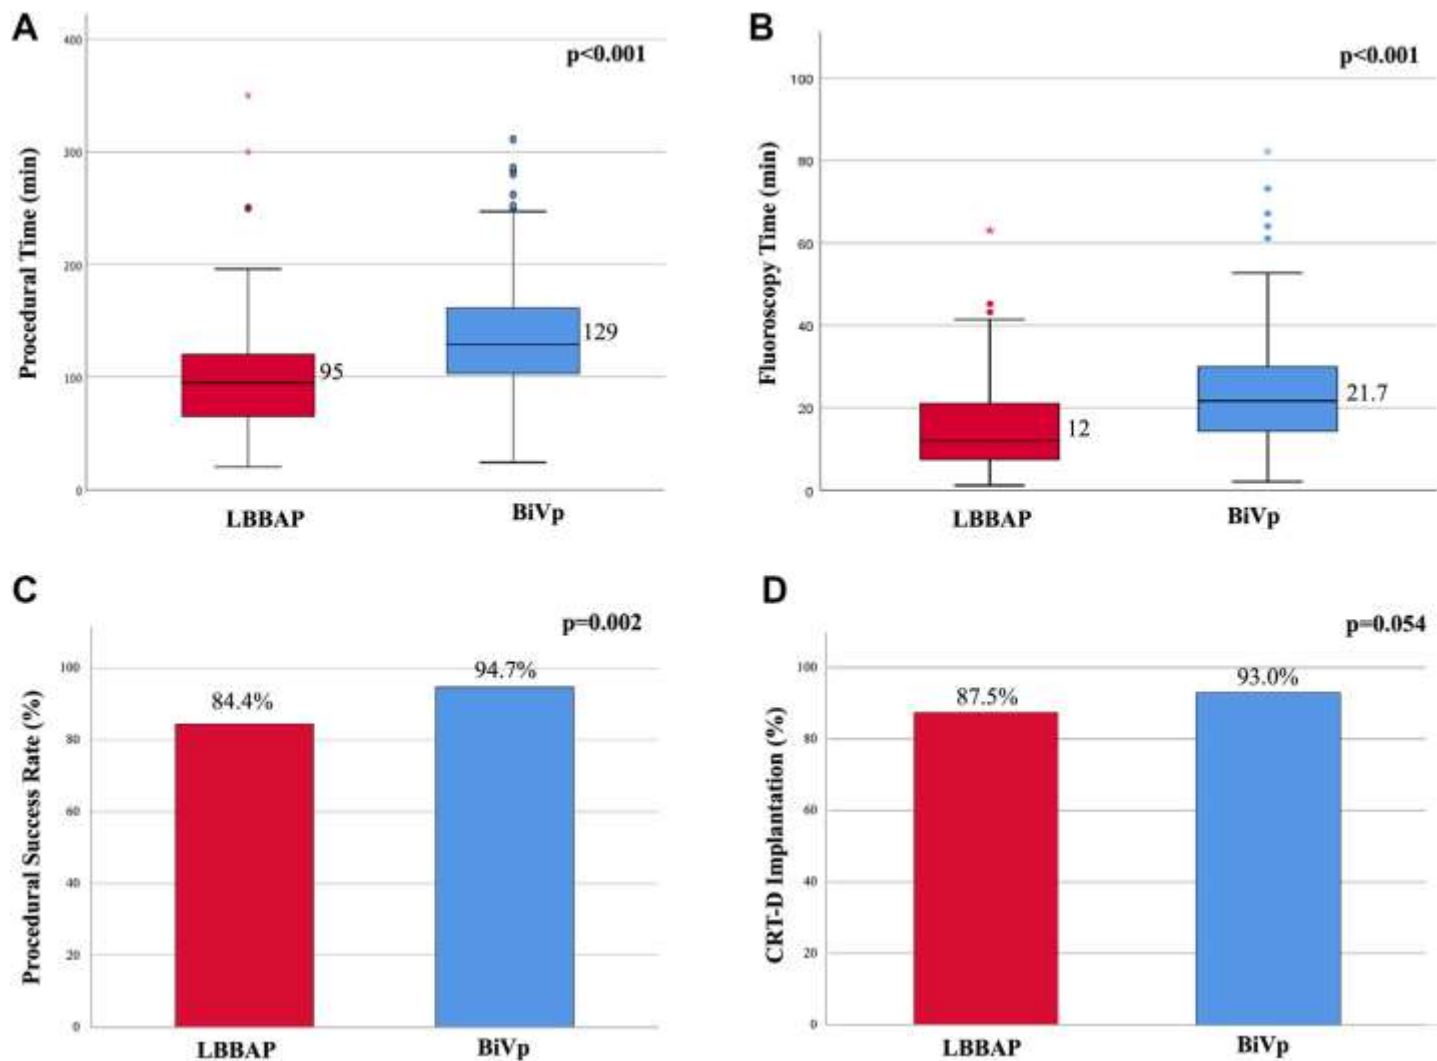 A
p<0.001
Procedural Time (min)
400
300
200
100
0
95
129
LBBAP
BiVp
B
p<0.001
Fluoroscopy Time (min)
100
80
60
40
20
0
12
21.7
LBBAP
BiVp
C
p=0.002
Procedural Success Rate (%)
100
80
60
40
20
0
84.4%
94.7%
LBBAP
BiVp
D
p=0.054
CRT-D Implantation (%)
100
80
60
40
20
0
87.5%
93.0%
LBBAP
BiVp